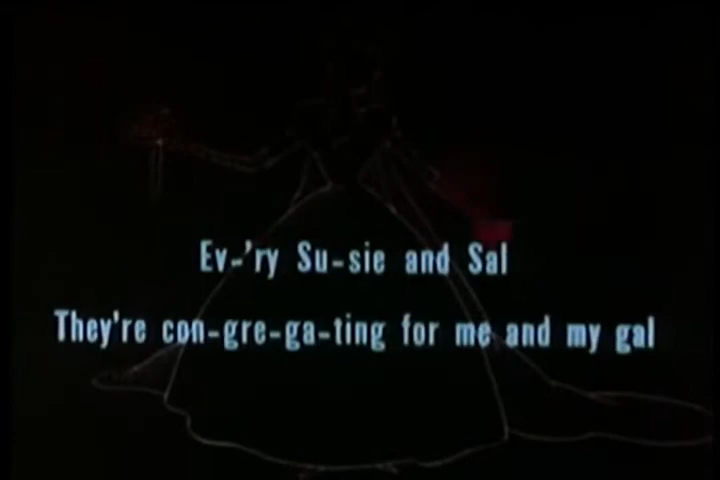 Ev-'ry Su-sie and Sal
They're con-gre-ga-ting for me and my gal